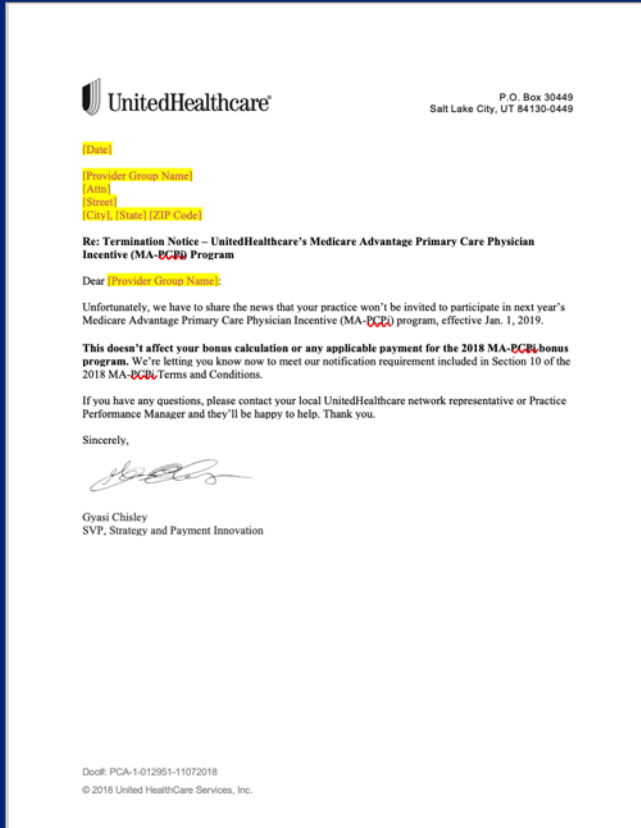 UnitedHealthcare®
P.O. Box 30449
Salt Lake City, UT 84130-0449
[Date]
[Provider Group Name]
[Attn]
[Street]
[City], [State] [ZIP Code]
Re: Termination Notice – UnitedHealthcare's Medicare Advantage Primary Care Physician
Incentive (MA-PCPi) Program
Dear [Provider Group Name]:
Unfortunately, we have to share the news that your practice won't be invited to participate in next year's
Medicare Advantage Primary Care Physician Incentive (MA-PCPi) program, effective Jan. 1, 2019.
This doesn't affect your bonus calculation or any applicable payment for the 2018 MA-PCPi bonus
program. We're letting you know now to meet our notification requirement included in Section 10 of the
2018 MA-PCPi Terms and Conditions.
If you have any questions, please contact your local UnitedHealthcare network representative or Practice
Performance Manager and they'll be happy to help. Thank you.
Sincerely,
Gyasi Chisley
SVP, Strategy and Payment Innovation
Doc#: PCA-1-012951-11072018
© 2018 United HealthCare Services, Inc.